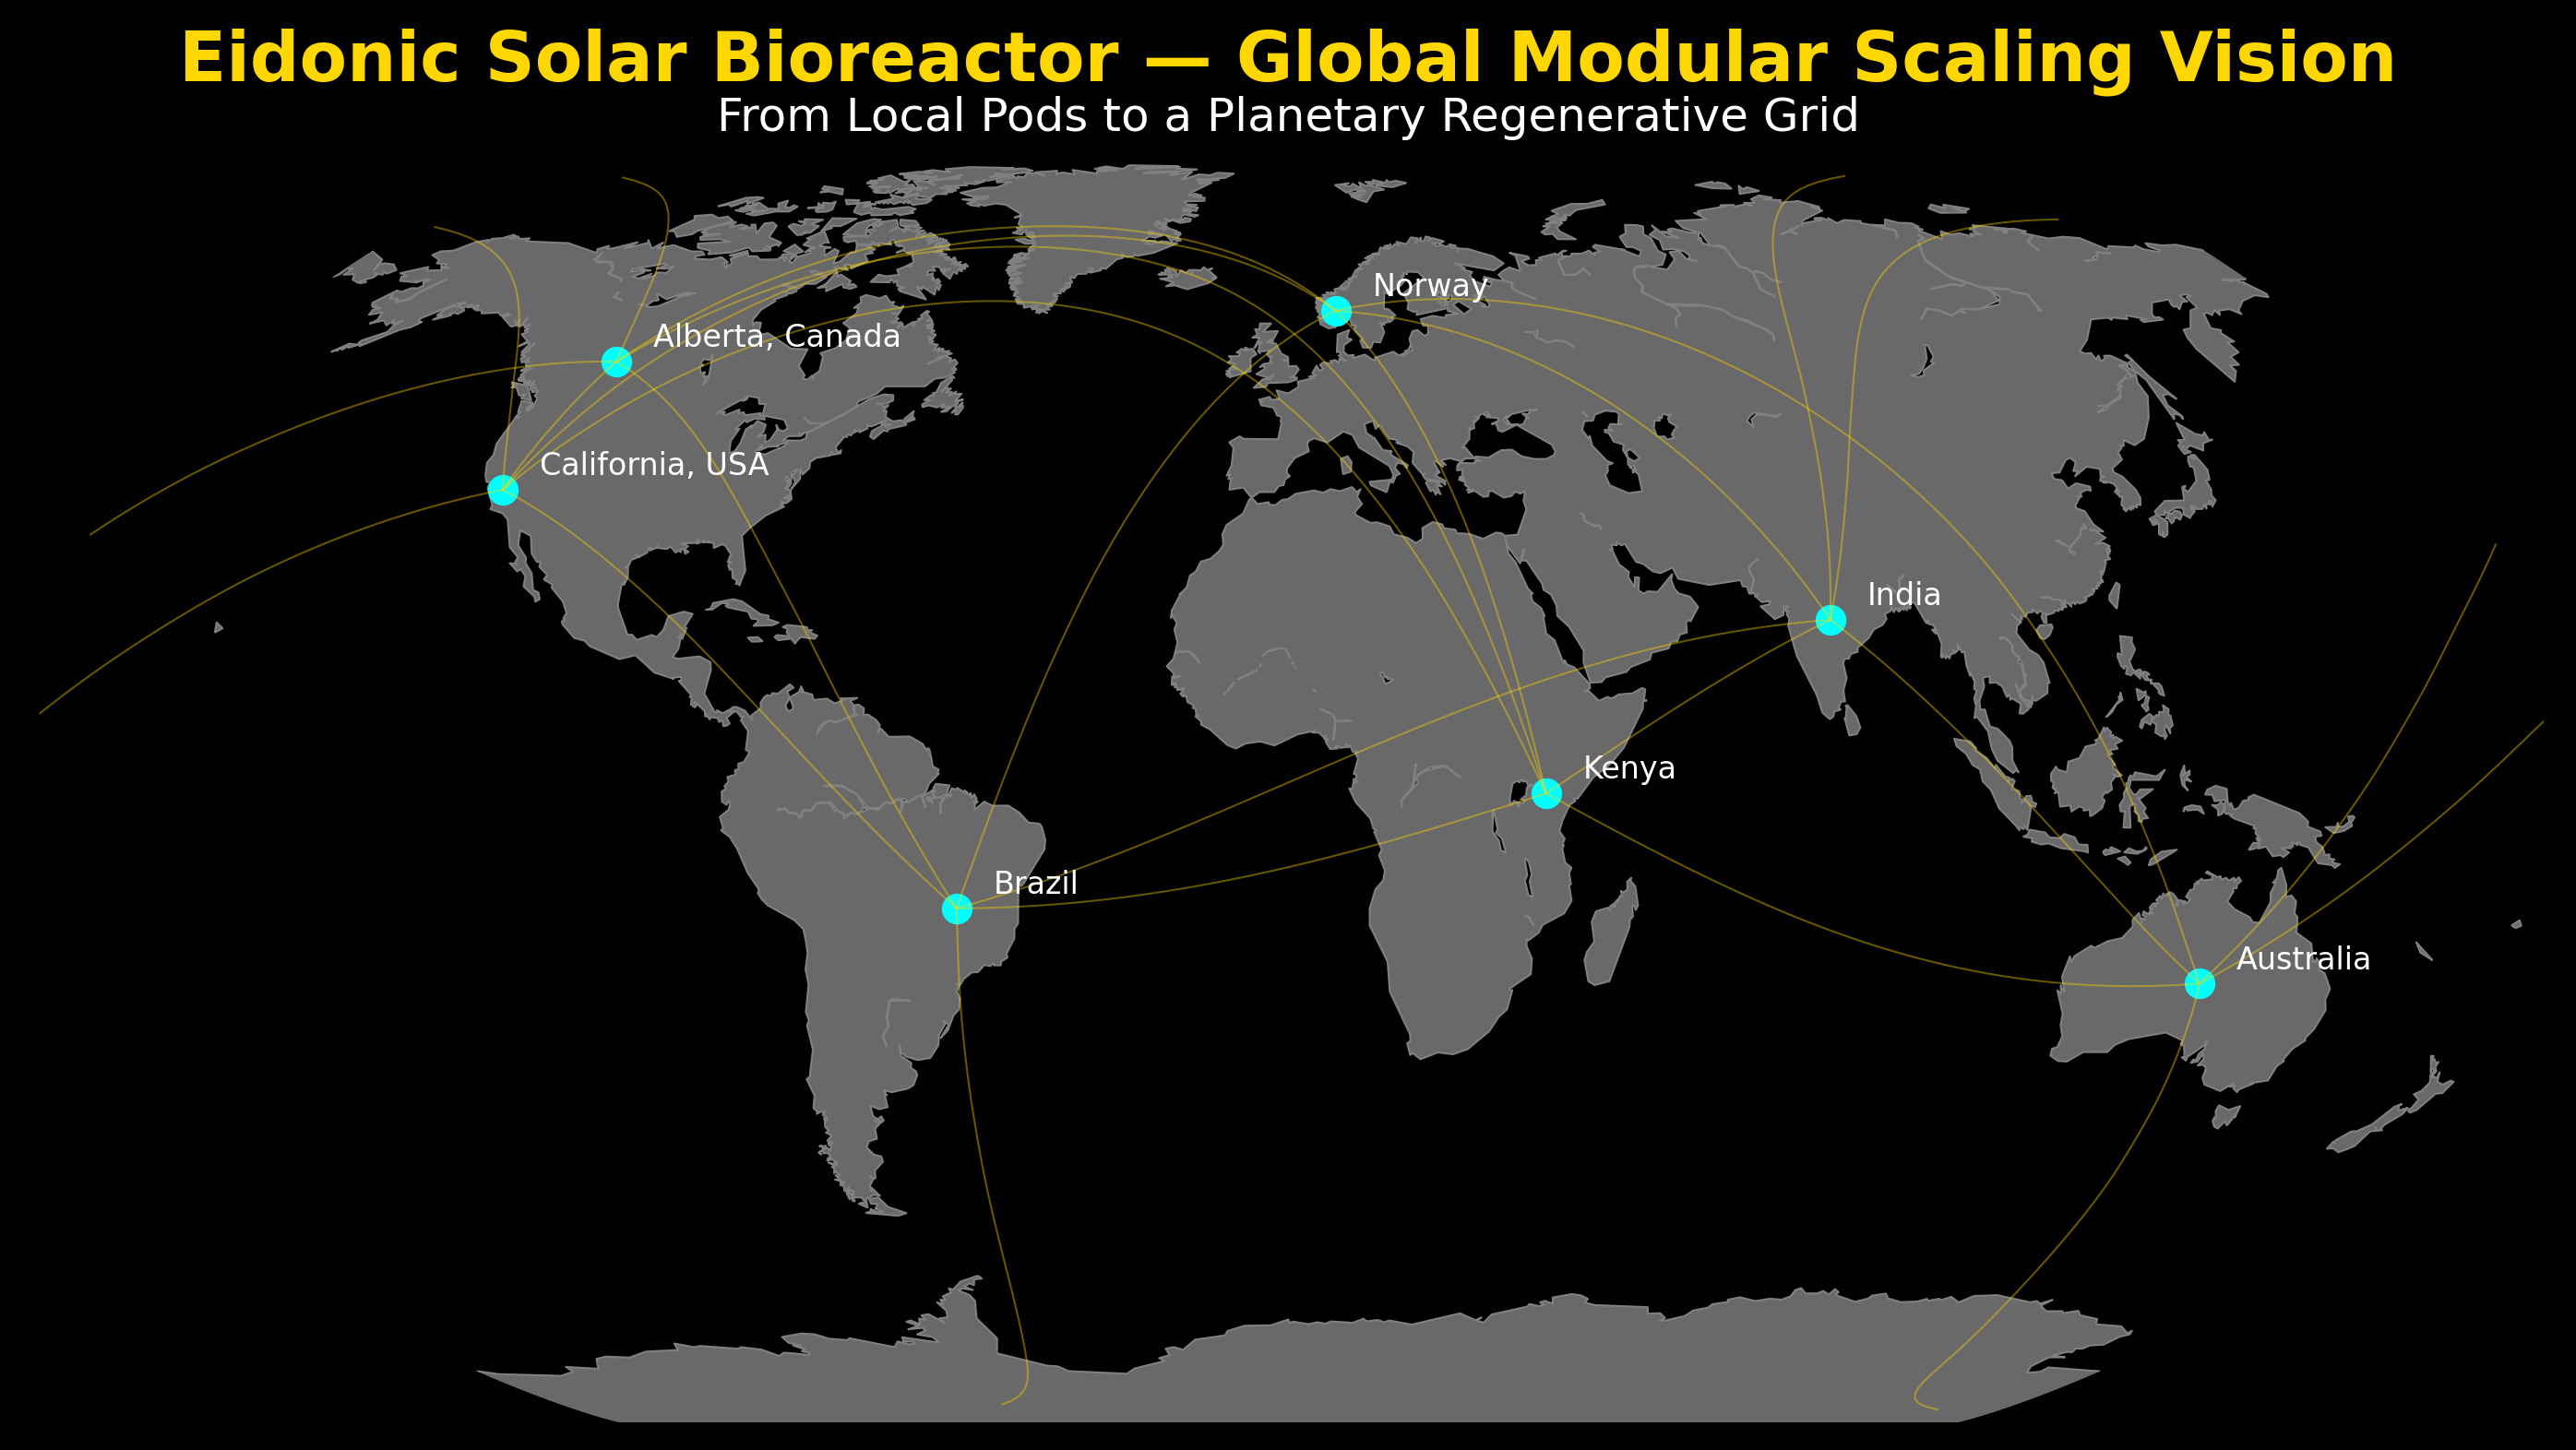 Eidonic Solar Bioreactor — Global Modular Scaling Vision
From Local Pods to a Planetary Regenerative Grid
Norway
Alberta, Canada
California, USA
India
Kenya
Brazil
Australia